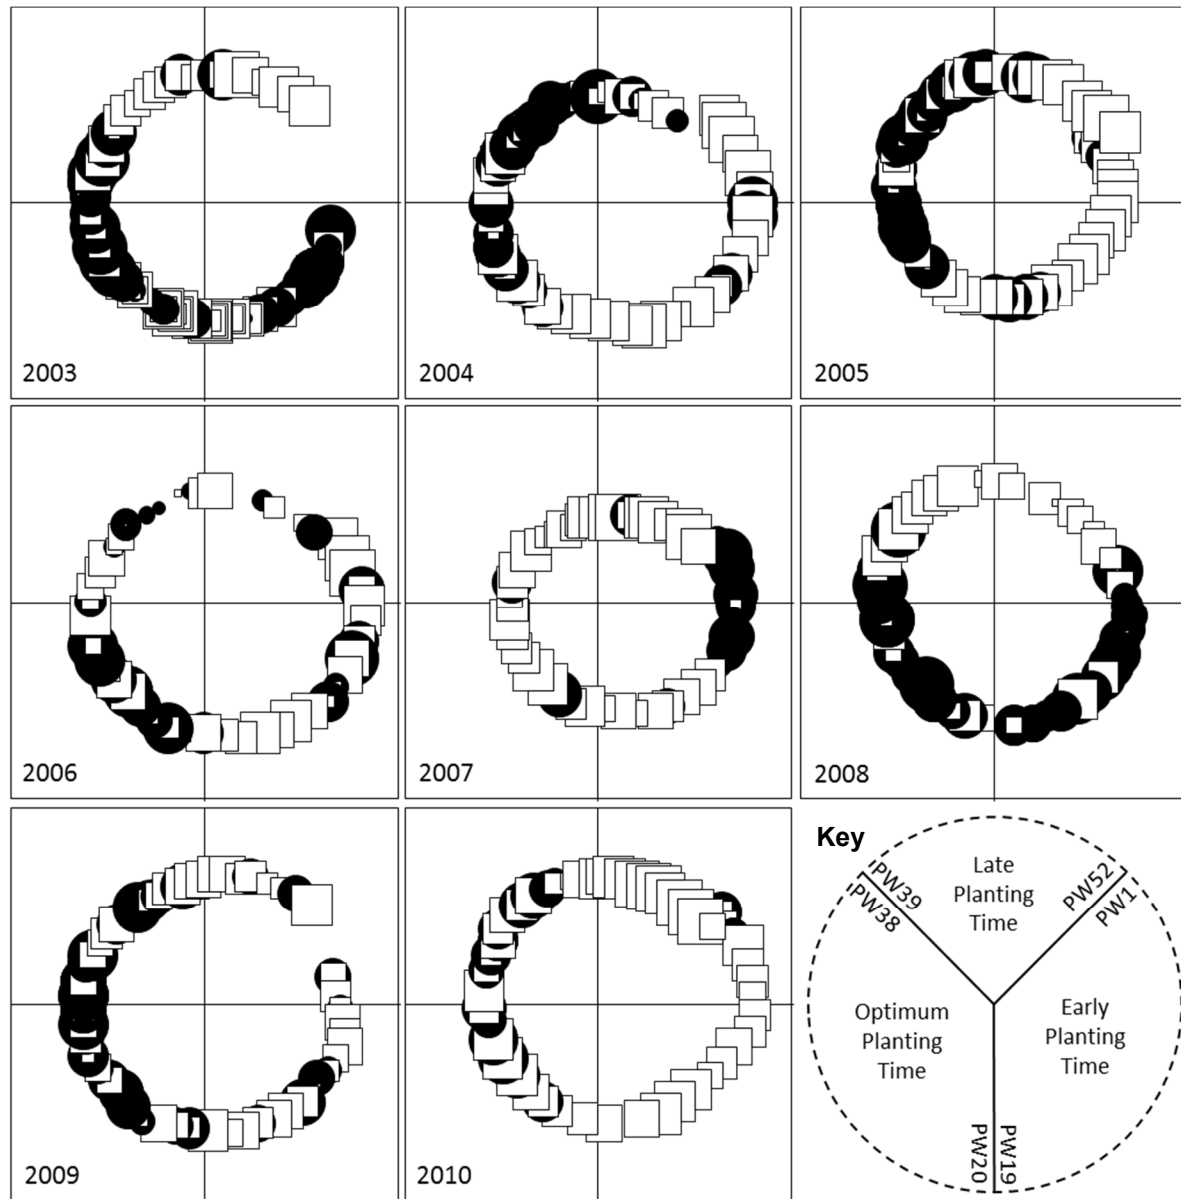 2003
2004
2005
2006
2007
2008
2009
2010
Key
Late
Planting
Time
PW39
PW38
PW52
PW1
Optimum
Planting
Time
Early
Planting
Time
PW20
PW19